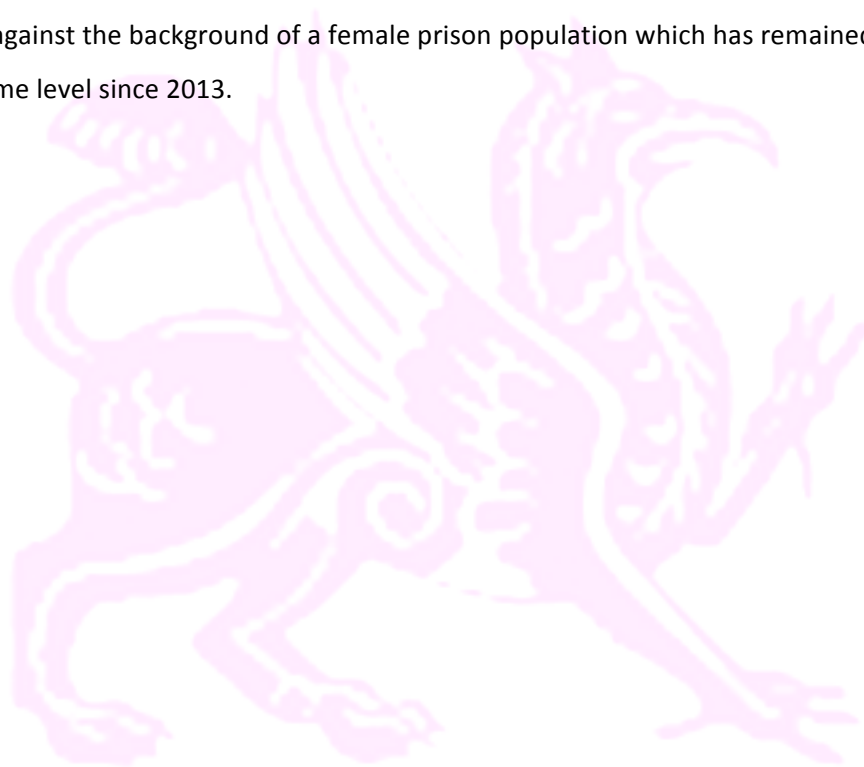 against the background of a female prison population which has remained
me level since 2013.